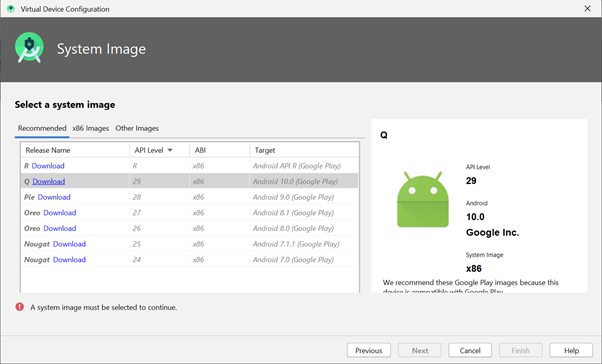 Virtual Device Configuration
System Image
Select a system image
Recommended x86 Images Other Images
Release Name API Level ABI Target
R Download R x86 Android API R (Google Play)
Q Download 29 x86 Android 10.0 (Google Play)
Pie Download 28 x86 Android 9.0 (Google Play)
Oreo Download 27 x86 Android 8.1 (Google Play)
Oreo Download 26 x86 Android 8.0 (Google Play)
Nougat Download 25 x86 Android 7.1.1 (Google Play)
Nougat Download 24 x86 Android 7.0 (Google Play)
Q
API Level
29
Android
10.0
Google Inc.
System Image
x86
We recommend these Google Play images because this
device is compatible with Google Play
A system image must be selected to continue.
Previous Next Cancel Finish Help